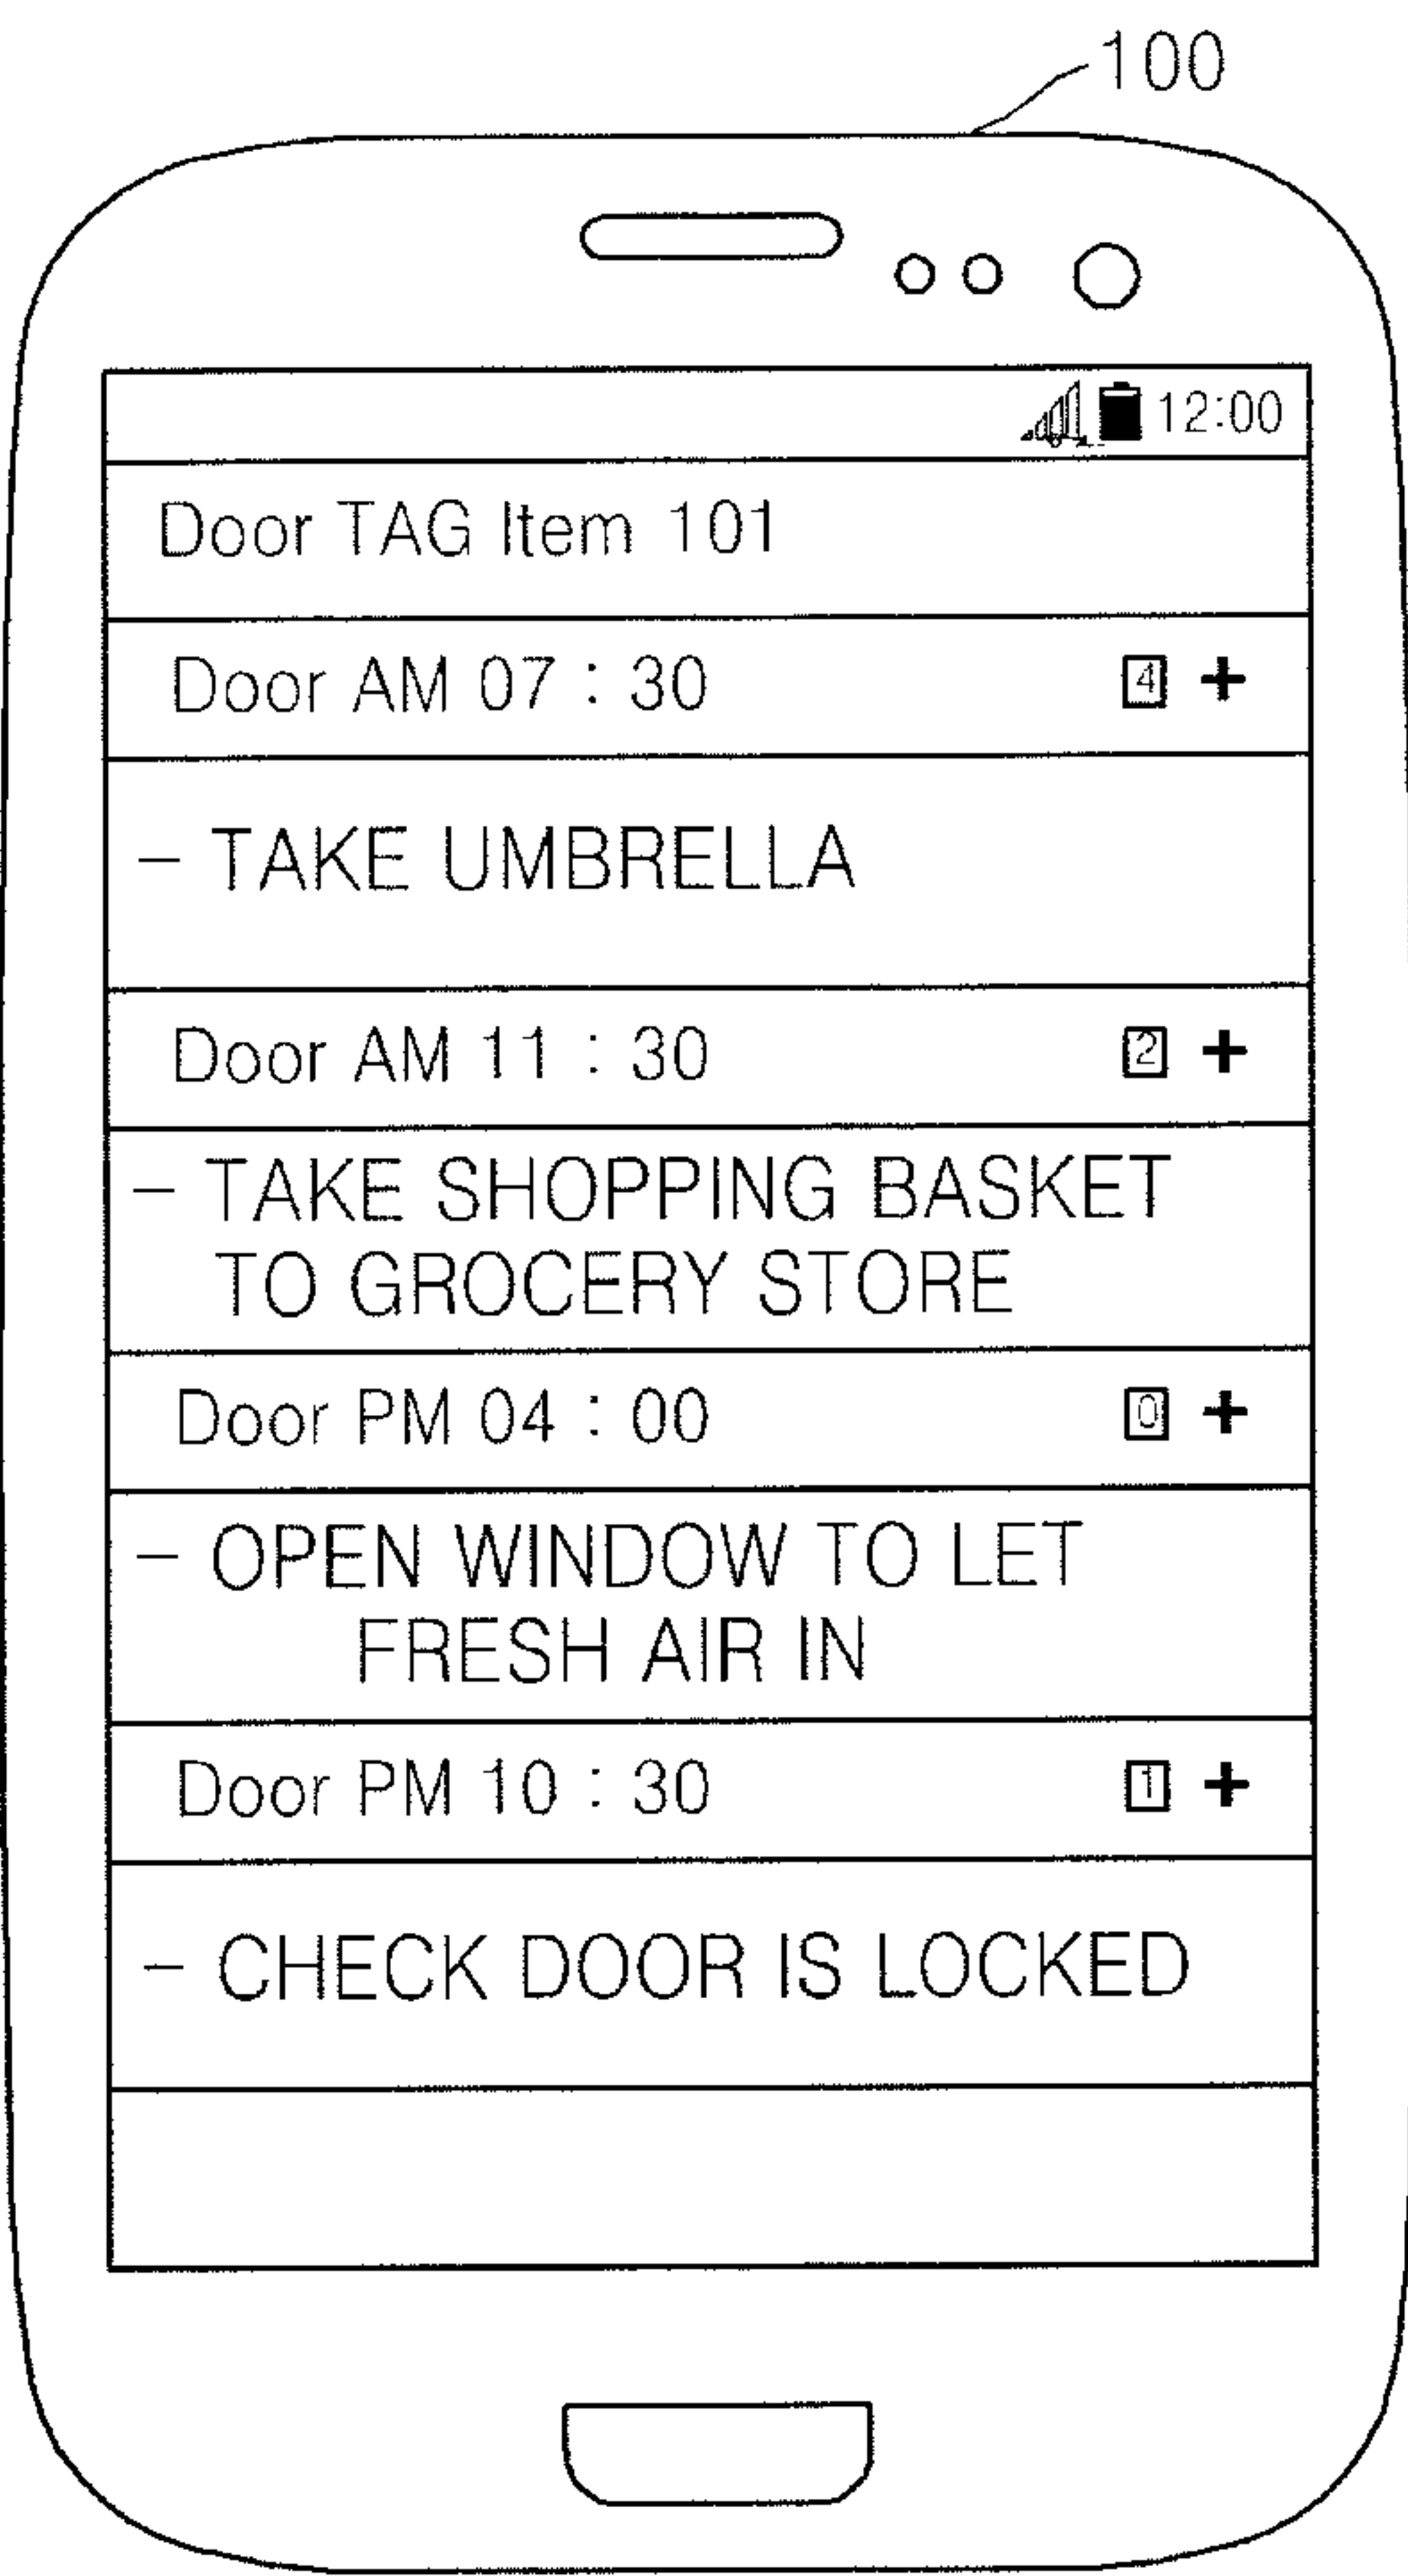 100
12:00
Door TAG Item 101
Door AM 07 : 30 4 +
– TAKE UMBRELLA
Door AM 11 : 30 2 +
– TAKE SHOPPING BASKET
TO GROCERY STORE
Door PM 04 : 00 0 +
– OPEN WINDOW TO LET
FRESH AIR IN
Door PM 10 : 30 1 +
– CHECK DOOR IS LOCKED